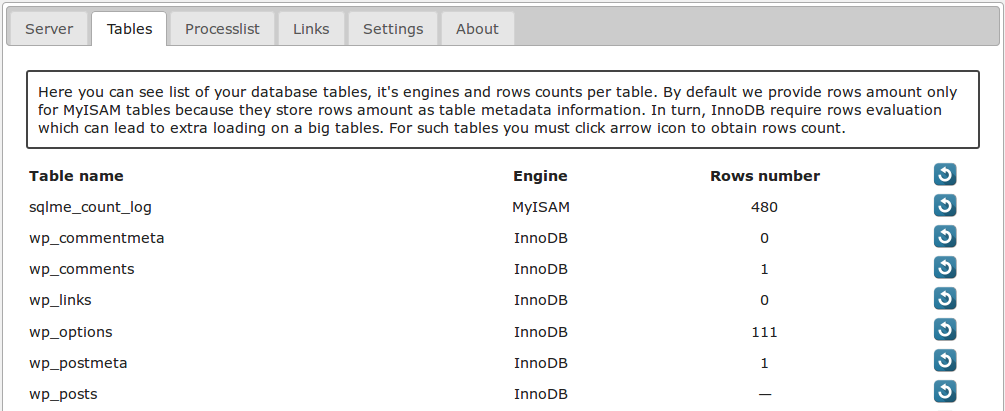 Server Tables Processlist Links Settings About
Here you can see list of your database tables, it's engines and rows counts per table. By default we provide rows amount only
for MyISAM tables because they store rows amount as table metadata information. In turn, InnoDB require rows evaluation
which can lead to extra loading on a big tables. For such tables you must click arrow icon to obtain rows count.
Table name Engine Rows number
sqlme_count_log MyISAM 480
wp_commentmeta InnoDB 0
wp_comments InnoDB 1
wp_links InnoDB 0
wp_options InnoDB 111
wp_postmeta InnoDB 1
wp_posts InnoDB —